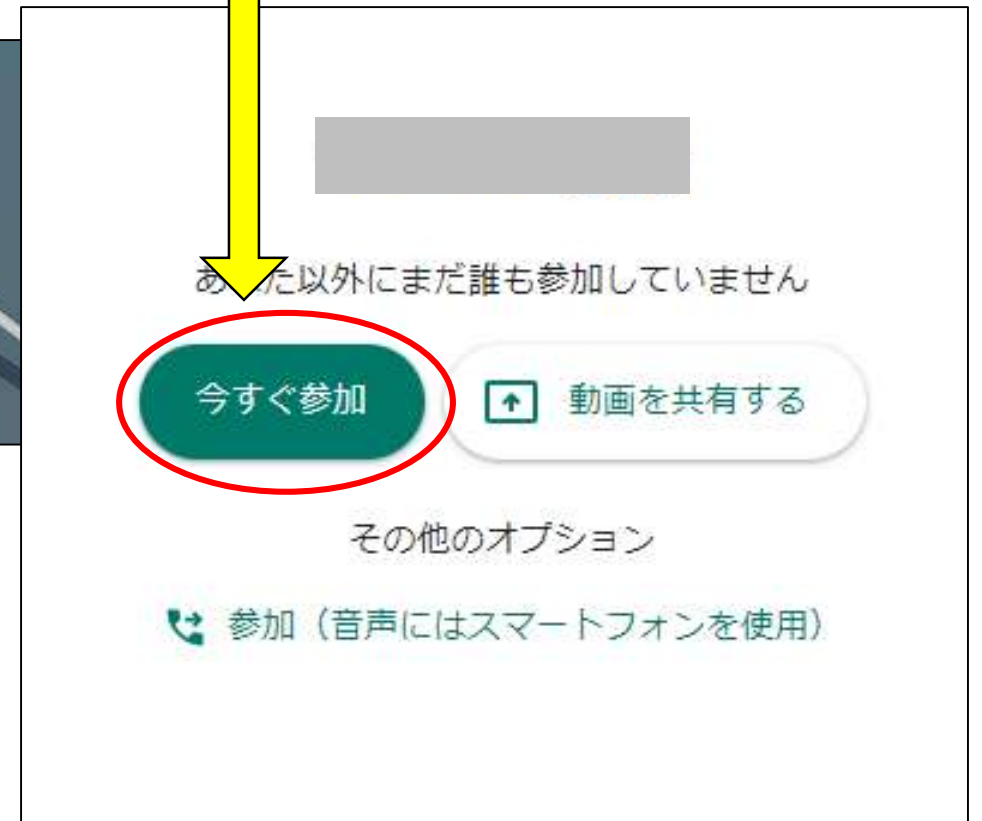 あなた以外にまだ誰も参加していません
今すぐ参加
動画を共有する
その他のオプション
参加（音声にはスマートフォンを使用）